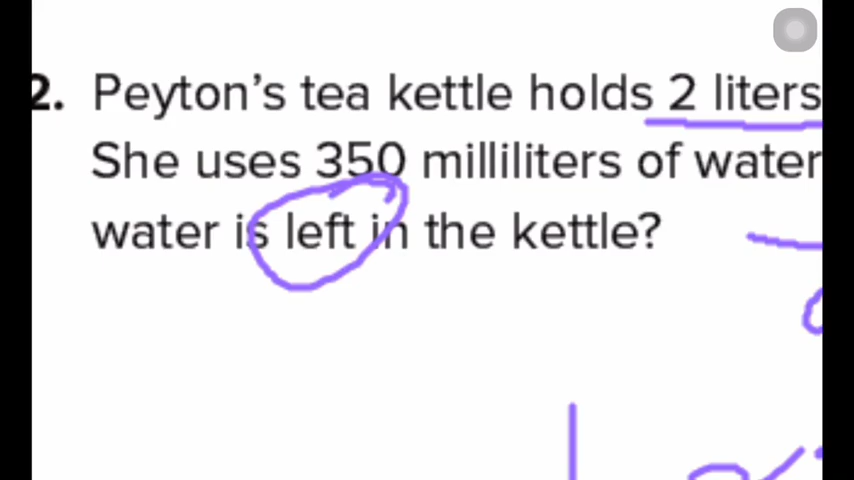 2. Peyton's tea kettle holds 2 liters
She uses 350 milliliters of water
water is left in the kettle?